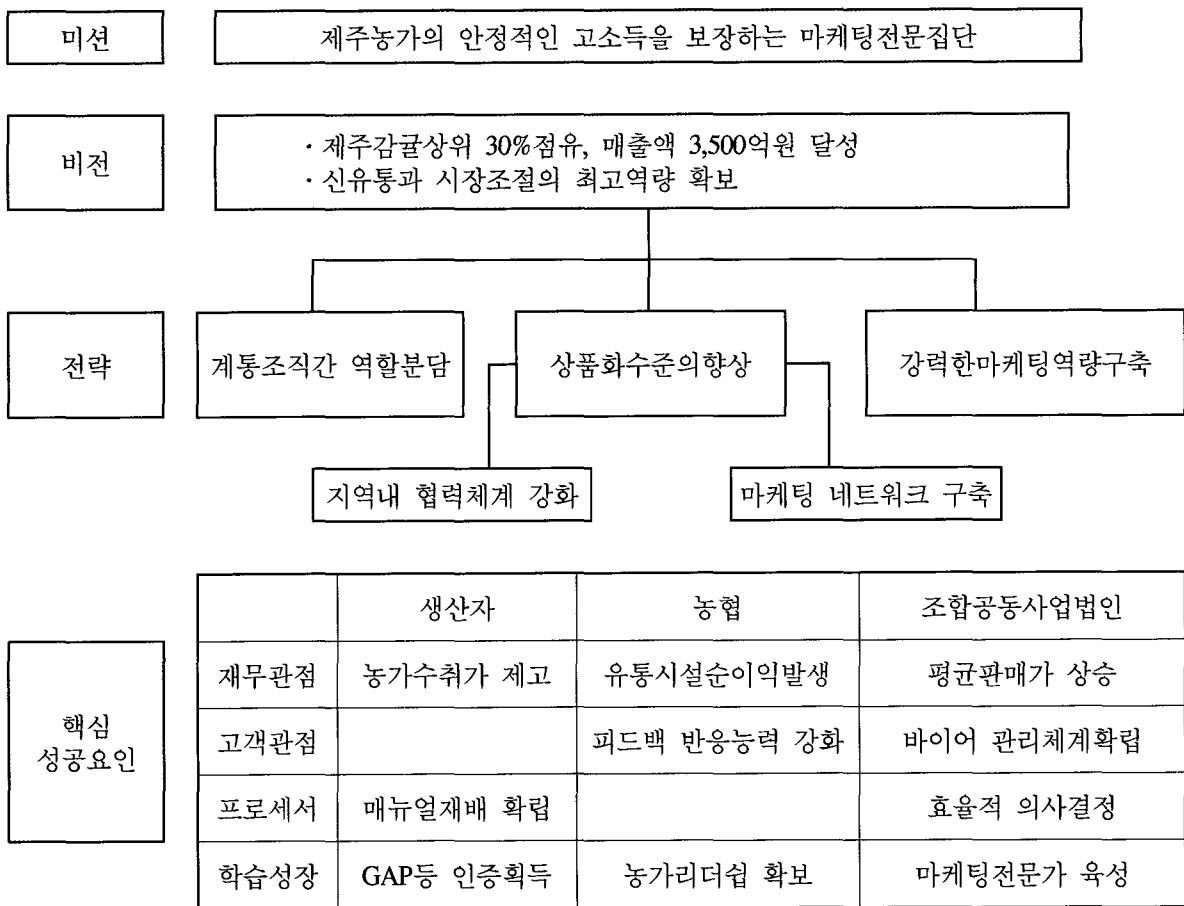 미션
제주농가의 안정적인 고소득을 보장하는 마케팅전문집단
비전
· 제주감귤상위 30%점유, 매출액 3,500억원 달성
· 신유통과 시장조절의 최고역량 확보
전략
계통조직간 역할분담
상품화수준의향상
강력한마케팅역량구축
지역내 협력체계 강화
마케팅 네트워크 구축
핵심
성공요인
생산자
농협
조합공동사업법인
재무관점
농가수취가 제고
유통시설순이익발생
평균판매가 상승
고객관점
피드백 반응능력 강화
바이어 관리체계확립
프로세서
매뉴얼재배 확립
효율적 의사결정
학습성장
GAP등 인증획득
농가리더쉽 확보
마케팅전문가 육성